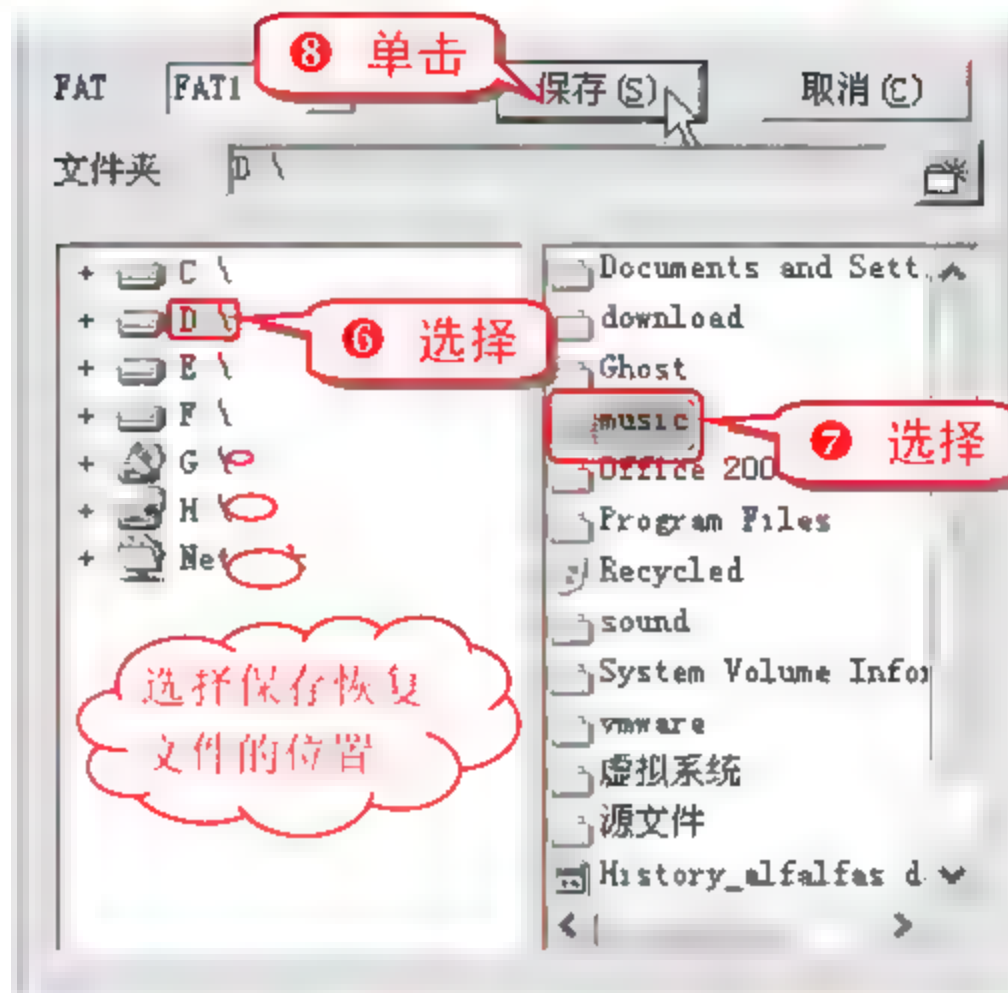 ❽ 单击
FAT FAT1 保存(S) 取消(C)
文件夹 D \
+ C \
+ D \
+ E \
+ F \
+ G \
+ H \
+
❻ 选择
Documents and Sett
download
Ghost
music
❼ 选择
Office 200
Program Files
Recycled
sound
System Volume Infor
vmware
虚拟系统
源文件
History_alfalfas d
选择保存恢复
文件的位置